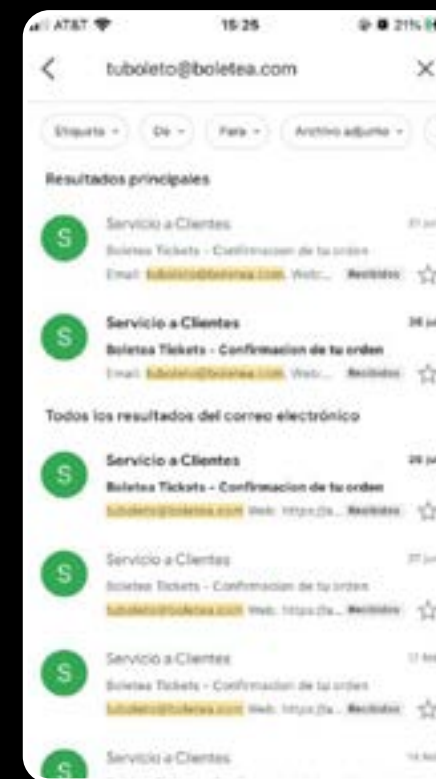 AT&T 15:25 21%
tuboleto@boletea.com
Etiqueta De Para Archivo adjunto
Resultados principales
S
Servicio a Clientes
Boletea Tickets - Confirmacion de tu orden
Email: tuboleto@boletea.com, Web:... Recibidos
S
Servicio a Clientes
Boletea Tickets - Confirmacion de tu orden
Email: tuboleto@boletea.com, Web:... Recibidos
Todos los resultados del correo electrónico
S
Servicio a Clientes
Boletea Tickets - Confirmacion de tu orden
tuboleto@boletea.com Web: https://a... Recibidos
S
Servicio a Clientes
Boletea Tickets - Confirmacion de tu orden
tuboleto@boletea.com Web: https://a... Recibidos
S
Servicio a Clientes
Boletea Tickets - Confirmacion de tu orden
tuboleto@boletea.com Web: https://a... Recibidos
S
Servicio a Clientes